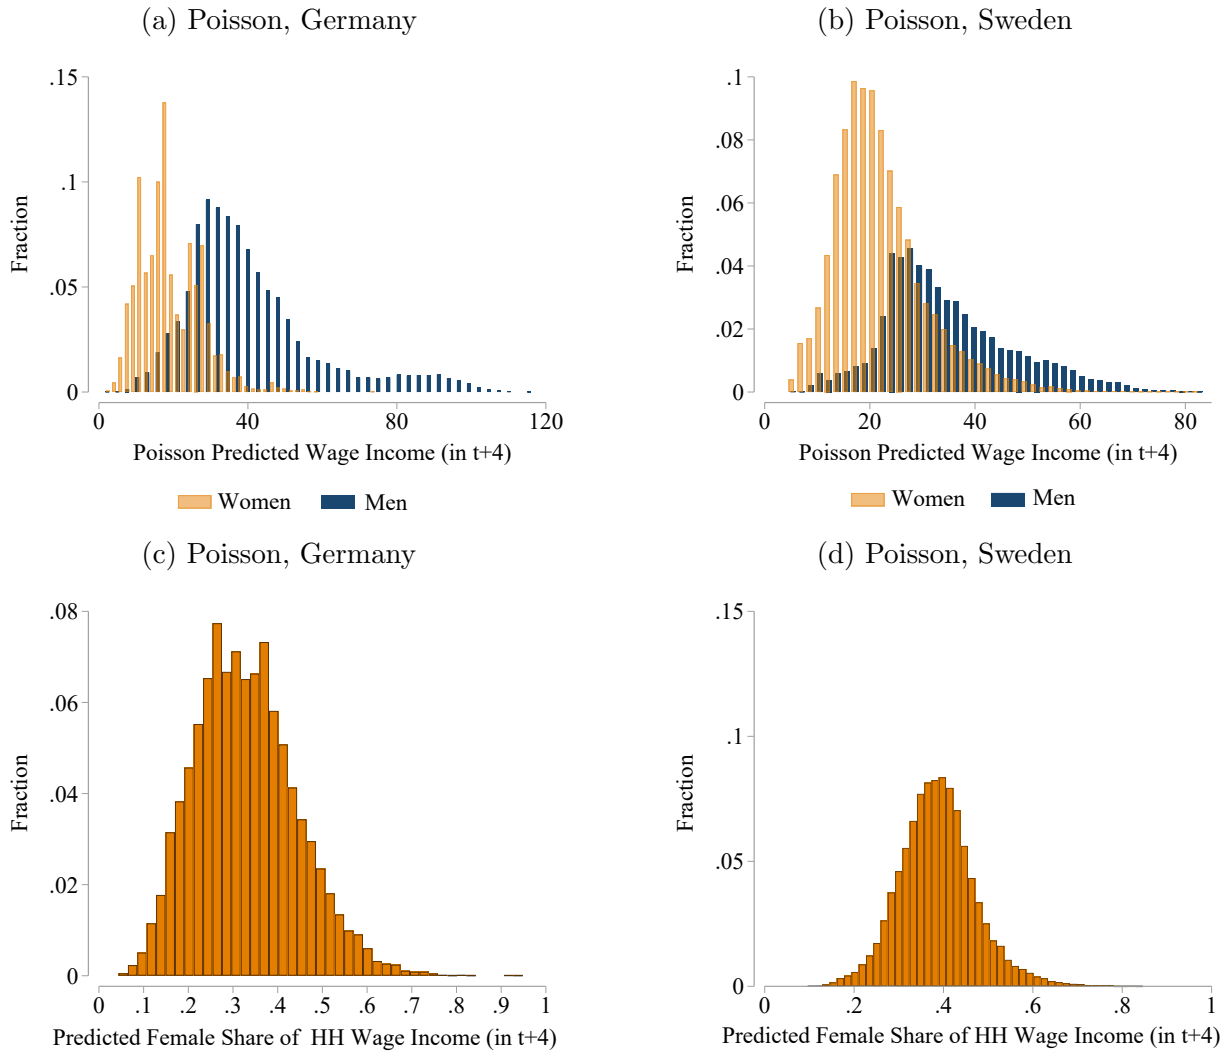 (a) Poisson, Germany
.15
.1
.05
0
Fraction
0 40 80 120
Poisson Predicted Wage Income (in t+4)
Women Men
(b) Poisson, Sweden
.1
.08
.06
.04
.02
0
Fraction
0 20 40 60 80
Poisson Predicted Wage Income (in t+4)
Women Men
(c) Poisson, Germany
.08
.06
.04
.02
0
Fraction
0 .1 .2 .3 .4 .5 .6 .7 .8 .9 1
Predicted Female Share of HH Wage Income (in t+4)
(d) Poisson, Sweden
.15
.1
.05
0
Fraction
0 .2 .4 .6 .8 1
Predicted Female Share of HH Wage Income (in t+4)